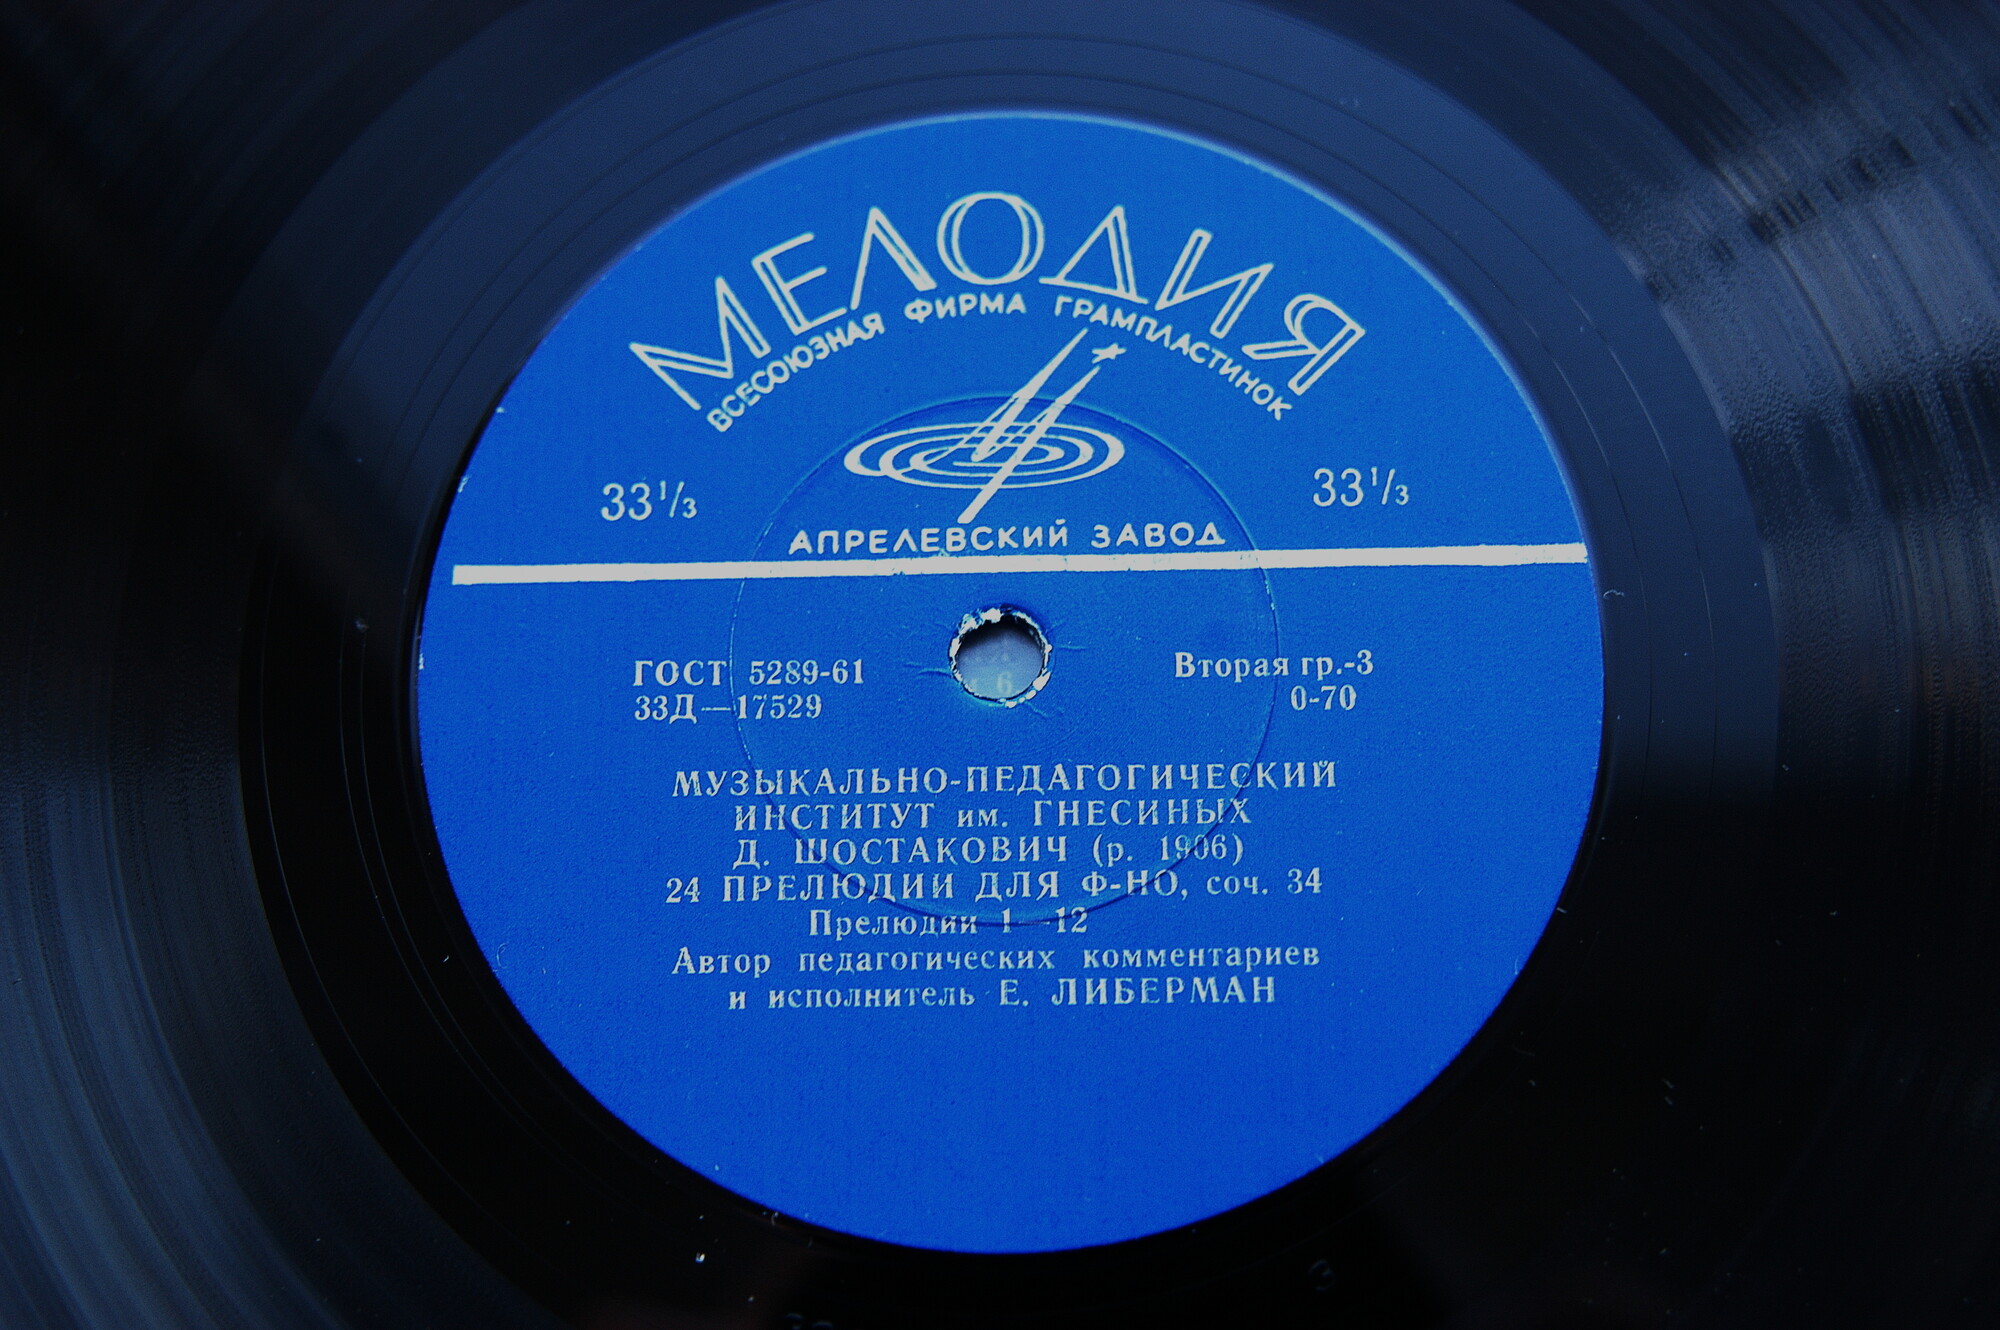 МЕЛОДИЯ
ВСЕСОЮЗНАЯ ФИРМА ГРАМПЛАСТИНОК
33⅓ 33⅓
АПРЕЛЕВСКИЙ ЗАВОД
ГОСТ 5289-61 Вторая гр.-3
33Д—17529 0-70
МУЗЫКАЛЬНО-ПЕДАГОГИЧЕСКИЙ
ИНСТИТУТ им. ГНЕСИНЫХ
Д. ШОСТАКОВИЧ (р. 1906)
24 ПРЕЛЮДИИ ДЛЯ Ф-НО, соч. 34
Прелюдии 1—12
Автор педагогических комментариев
и исполнитель Е. ЛИБЕРМАН